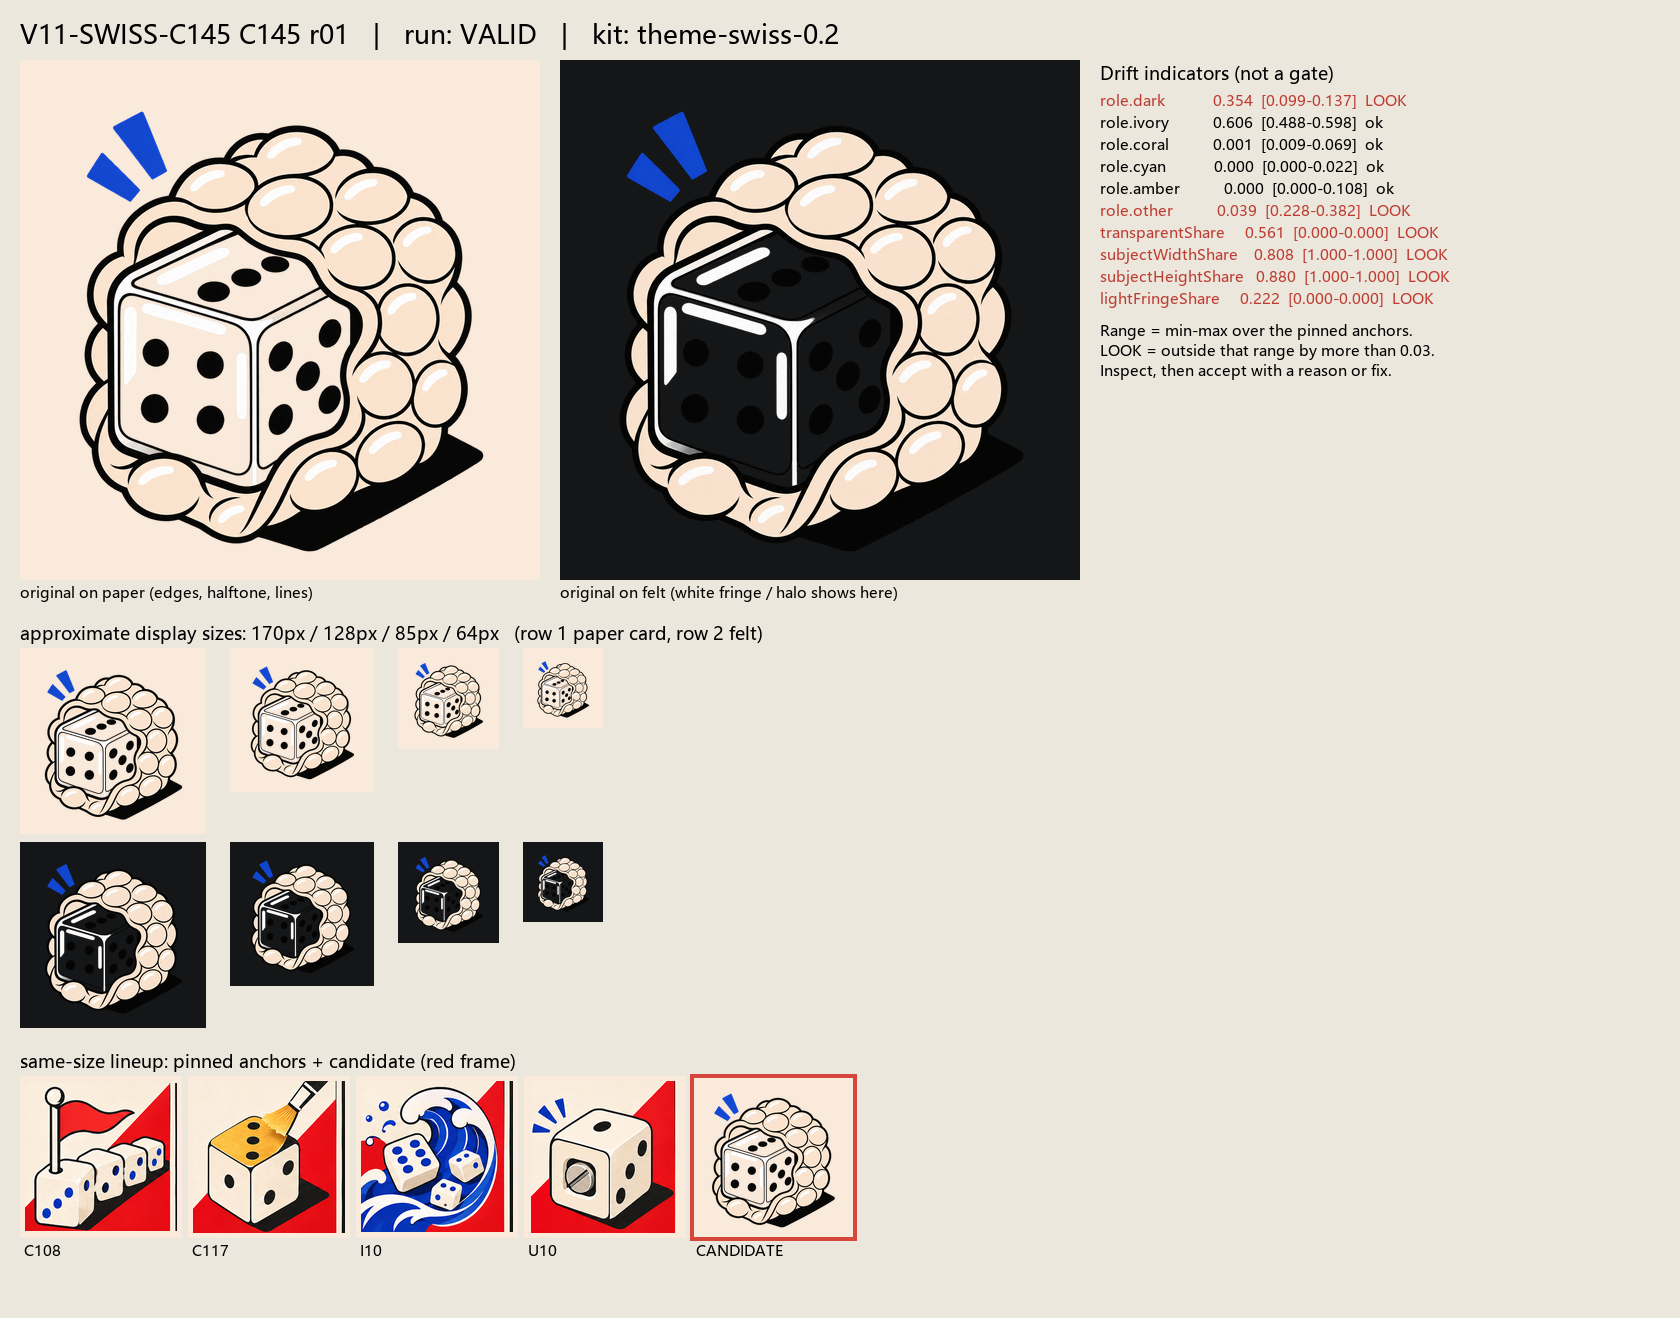 V11-SWISS-C145 C145 r01 | run: VALID | kit: theme-swiss-0.2
Drift indicators (not a gate)
role.dark 0.354 [0.099-0.137] LOOK
role.ivory 0.606 [0.488-0.598] ok
role.coral 0.001 [0.009-0.069] ok
role.cyan 0.000 [0.000-0.022] ok
role.amber 0.000 [0.000-0.108] ok
role.other 0.039 [0.228-0.382] LOOK
transparentShare 0.561 [0.000-0.000] LOOK
subjectWidthShare 0.808 [1.000-1.000] LOOK
subjectHeightShare 0.880 [1.000-1.000] LOOK
lightFringeShare 0.222 [0.000-0.000] LOOK
Range = min-max over the pinned anchors.
LOOK = outside that range by more than 0.03.
Inspect, then accept with a reason or fix.
original on paper (edges, halftone, lines)
original on felt (white fringe / halo shows here)
approximate display sizes: 170px / 128px / 85px / 64px (row 1 paper card, row 2 felt)
same-size lineup: pinned anchors + candidate (red frame)
C108
C117
I10
U10
CANDIDATE